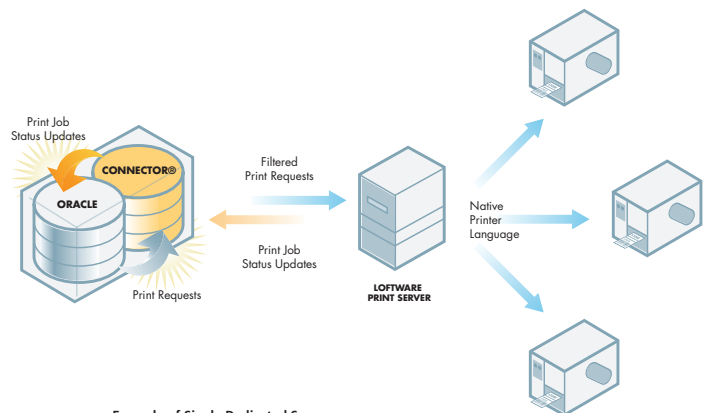 Print Job
Status Updates
CONNECTOR®
ORACLE
Print Requests
Filtered
Print Requests
Print Job
Status Updates
LOFTWARE
PRINT SERVER
Native
Printer
Language